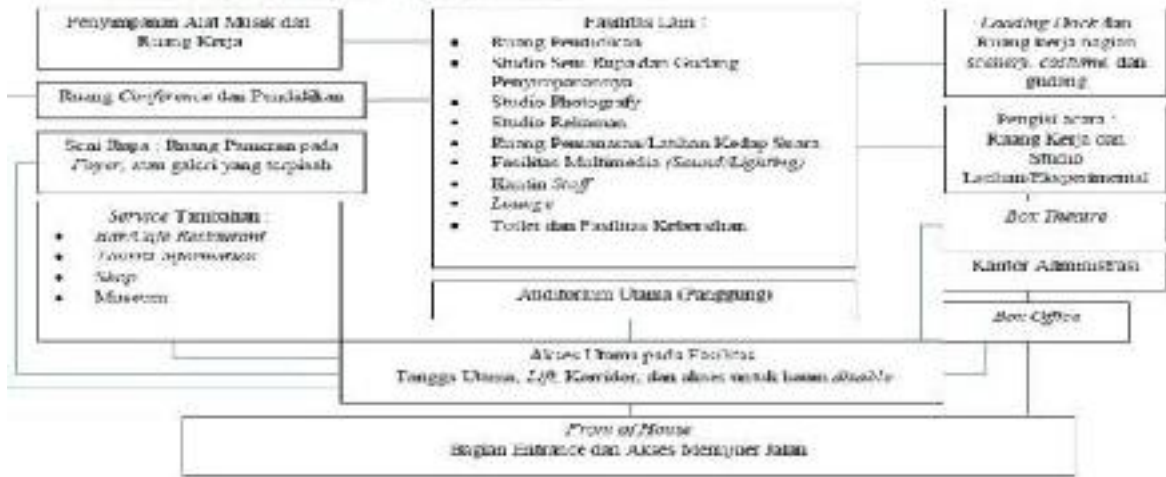 Penyimpanan Alat Musik dan
Ruang Kerja
Ruang Conference dan Pendidikan
Seni Rupa : Ruang Pameran pada
Foyer, atau galeri yang terpisah
Service Tambahan :
Bar/Cafe Restaurant
Tourist Information
Shop
Museum
Fasilitas Lain :
Ruang Pendidikan
Studio Seni Rupa dan Gudang
Penyimpanannya
Studio Photografy
Studio Rekaman
Ruang Pemanasan/Latihan Kedap Suara
Fasilitas Multimedia (Sound/Lighting)
Kantin Staff
Lounge
Toilet dan Fasilitas Kebersihan
Auditorium Utama (Panggung)
Loading Dock dan
Ruang kerja bagian
scenery, costume, dan
gudang
Pengisi acara :
Ruang Kerja dan
Studio
Latihan/Eksperimental
Box Theatre
Kantor Administrasi
Box Office
Akses Utama pada Fasilitas
Tangga Utama, Lift, Korridor, dan akses untuk kaum disable
Front of House
Bagian Entrance dan Akses Menuju Jalan